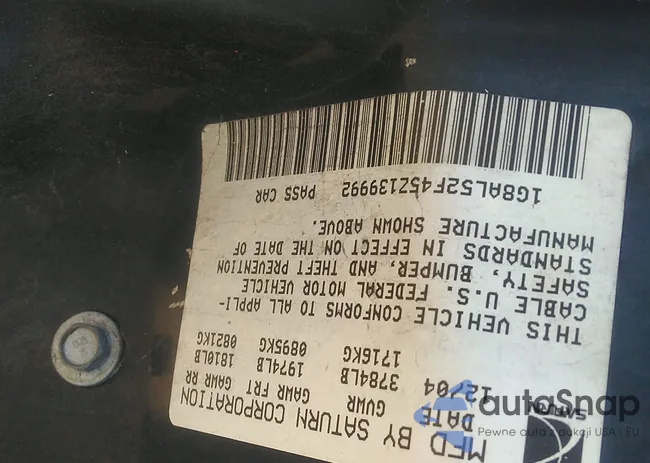 MFD BY SATURN CORPORATION
DATE GVWR GAWR FRT GAWR RR
12/04 3784LB 1974LB 1810LB
1716KG 0895KG 0821KG
THIS VEHICLE CONFORMS TO ALL APPLI-
CABLE U.S. FEDERAL MOTOR VEHICLE
SAFETY, BUMPER, AND THEFT PREVENTION
STANDARDS IN EFFECT ON THE DATE OF
MANUFACTURE SHOWN ABOVE.
1G8AL52F45Z139992 PASS CAR
SATURN
autoSnap
Pewne auta z aukcji USA i EU